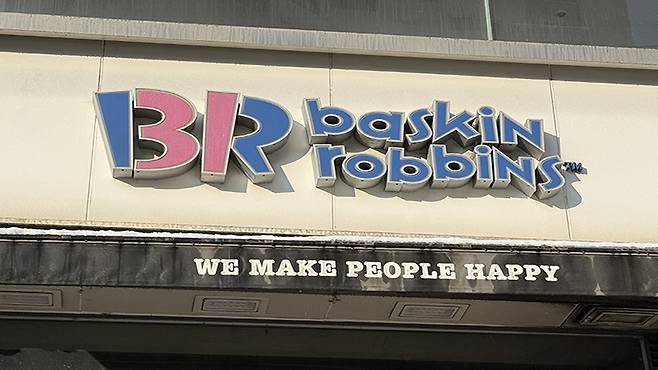 BR baskin
robbins TM
WE MAKE PEOPLE HAPPY